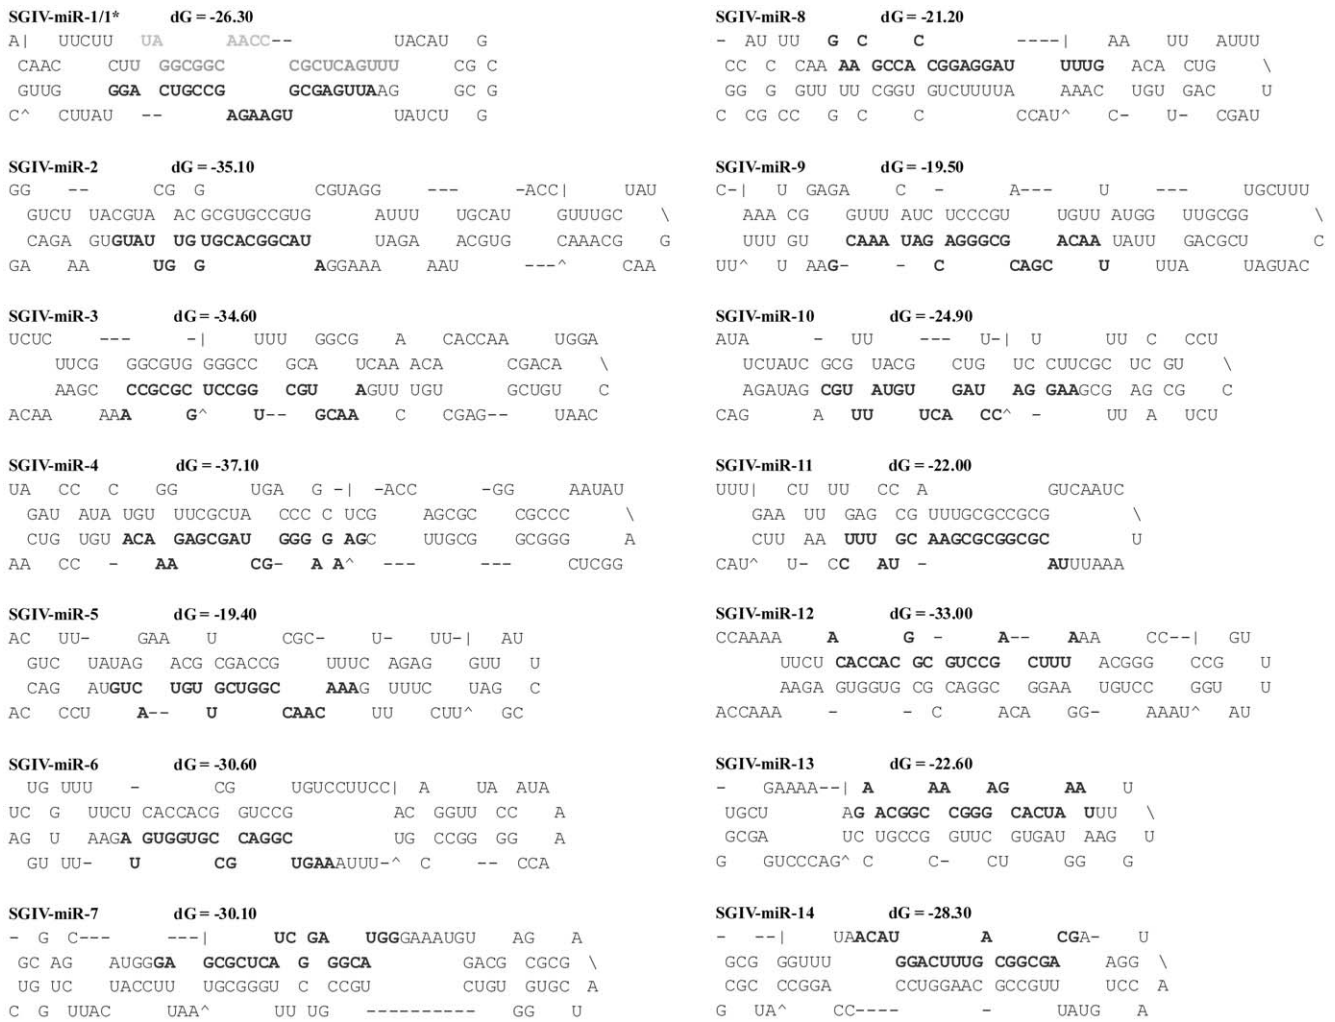 SGIV-miR-1/1* dG = -26.30
A| UUCUU UA AACC-- UACAU G
CAAC CUU GGCGGC CGCUCAGUUU CG C
GUUG GGA CUGCCG GCGAGUUAAG GC G
C^ CUUAU -- AGAAGU UAUCU G
SGIV-miR-2 dG = -35.10
GG -- CG G CGUAGG --- -ACC| UAU
GUCU UACGUA AC GCGUGCCGUG AUUU UGCAU GUUUGC \
CAGA GUGUAU UG UGCACGGCAU UAGA ACGUG CAAACG G
GA AA UG G AGGAAA AAU ---^ CAA
SGIV-miR-3 dG = -34.60
UCUC --- -| UUU GGCG A CACCAA UGGA
UUCG GGCGUG GGGCC GCA UCAA ACA CGACA \
AAGC CCGCGC UCCGG CGU AGUU UGU GCUGU C
ACAA AAA G^ U-- GCAA C CGAG-- UAAC
SGIV-miR-4 dG = -37.10
UA CC C GG UGA G -| -ACC -GG AAUAU
GAU AUA UGU UUCGCUA CCC C UCG AGCGC CGCCC \
CUG UGU ACA GAGCGAU GGG G AGC UUGCG GCGGG A
AA CC - AA CG- A A^ --- --- CUCGG
SGIV-miR-5 dG = -19.40
AC UU- GAA U CGC- U- UU-| AU
GUC UAUAG ACG CGACCG UUUC AGAG GUU U
CAG AUGUC UGU GCUGGC AAAG UUUC UAG C
AC CCU A-- U CAAC UU CUU^ GC
SGIV-miR-6 dG = -30.60
UG UUU - CG UGUCCUUCC| A UA AUA
UC G UUCU CACCACG GUCCG AC GGUU CC A
AG U AAGA GUGGUGC CAGGC UG CCGG GG A
GU UU- U CG UGAAAUUU-^ C -- CCA
SGIV-miR-7 dG = -30.10
- G C--- ---| UC GA UGGGAAAUGU AG A
GC AG AUGGGA GCGCUCA G GGCA GACG CGCG \
UG UC UACCUU UGCGGGU C CCGU CUGU GUGC A
C G UUAC UAA^ UU UG ---------- GG U
SGIV-miR-8 dG = -21.20
- AU UU G C C ----| AA UU AUUU
CC C CAA AA GCCA CGGAGGAU UUUG ACA CUG \
GG G GUU UU CGGU GUCUUUUA AAAC UGU GAC U
C CG CC G C C CCAU^ C- U- CGAU
SGIV-miR-9 dG = -19.50
C-| U GAGA C - A--- U --- UGCUUU
AAA CG GUUU AUC UCCCGU UGUU AUGG UUGCGG \
UUU GU CAAA UAG AGGGCG ACAA UAUU GACGCU C
UU^ U AAG- - C CAGC U UUA UAGUAC
SGIV-miR-10 dG = -24.90
AUA - UU --- U-| U UU C CCU
UCUAUC GCG UACG CUG UC CUUCGC UC GU \
AGAUAG CGU AUGU GAU AG GAAGCG AG CG C
CAG A UU UCA CC^ - UU A UCU
SGIV-miR-11 dG = -22.00
UUU| CU UU CC A GUCAAUC
GAA UU GAG CG UUUGCGCCGCG \
CUU AA UUU GC AAGCGCGGCGC U
CAU^ U- CC AU - AUUUAAA
SGIV-miR-12 dG = -33.00
CCAAAA A G - A-- AAA CC--| GU
UUCU CACCAC GC GUCCG CUUU ACGGG CCG U
AAGA GUGGUG CG CAGGC GGAA UGUCC GGU U
ACCAAA - - C ACA GG- AAAU^ AU
SGIV-miR-13 dG = -22.60
- GAAAA--| A AA AG AA U
UGCU AG ACGGC CGGG CACUA UUU \
GCGA UC UGCCG GUUC GUGAU AAG U
G GUCCCAG^ C C- CU GG G
SGIV-miR-14 dG = -28.30
- --| UAACAU A CGA- U
GCG GGUUU GGACUUUG CGGCGA AGG \
CGC CCGGA CCUGGAAC GCCGUU UCC A
G UA^ CC---- - UAUG A